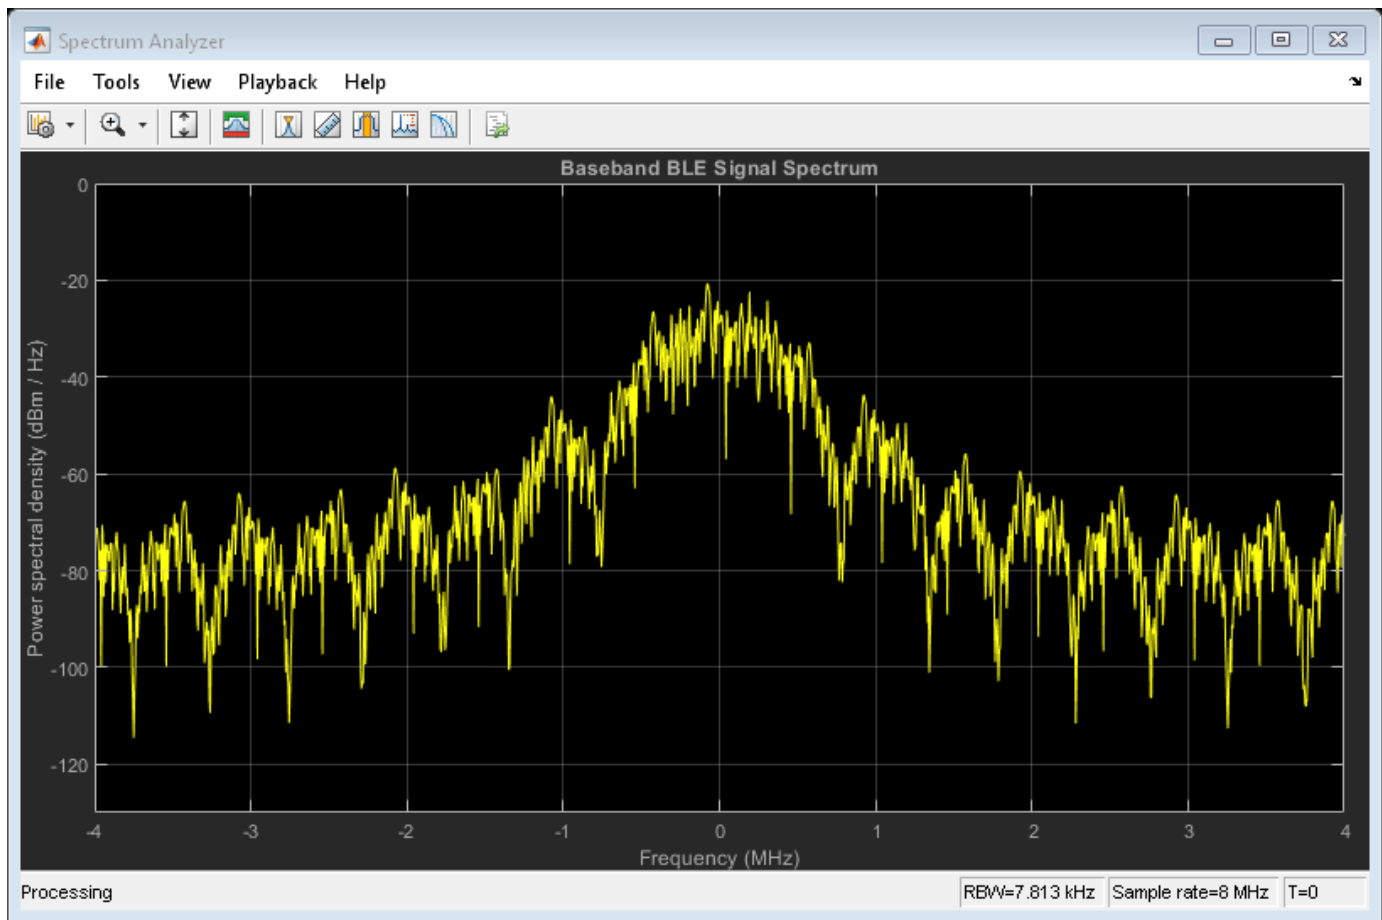 Spectrum Analyzer
File Tools View Playback Help
Baseband BLE Signal Spectrum
0
-20
-40
-60
-80
-100
-120
Power spectral density (dBm / Hz)
-4 -3 -2 -1 0 1 2 3 4
Frequency (MHz)
Processing RBW=7.813 kHz Sample rate=8 MHz T=0